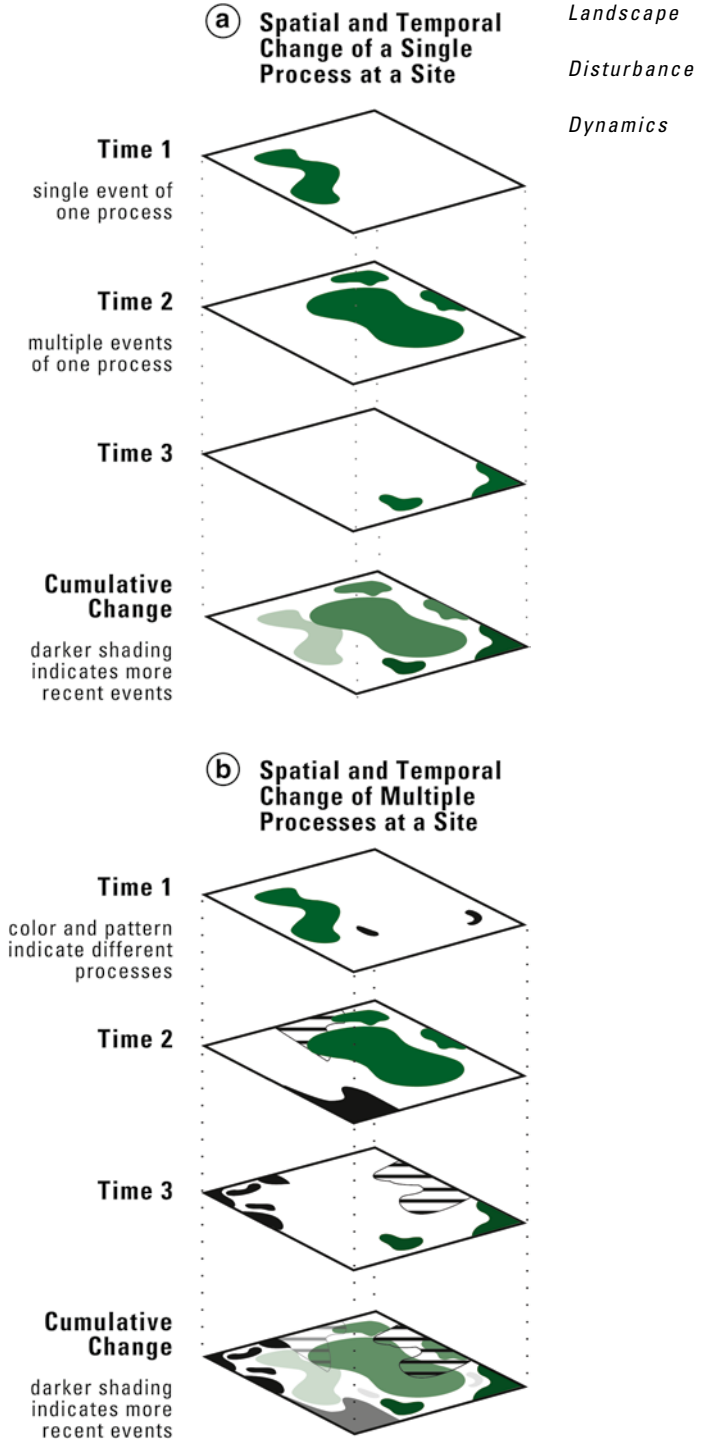 a Spatial and Temporal
Change of a Single
Process at a Site
Landscape
Disturbance
Dynamics
Time 1
single event of
one process
Time 2
multiple events
of one process
Time 3
Cumulative
Change
darker shading
indicates more
recent events
b Spatial and Temporal
Change of Multiple
Processes at a Site
Time 1
color and pattern
indicate different
processes
Time 2
Time 3
Cumulative
Change
darker shading
indicates more
recent events